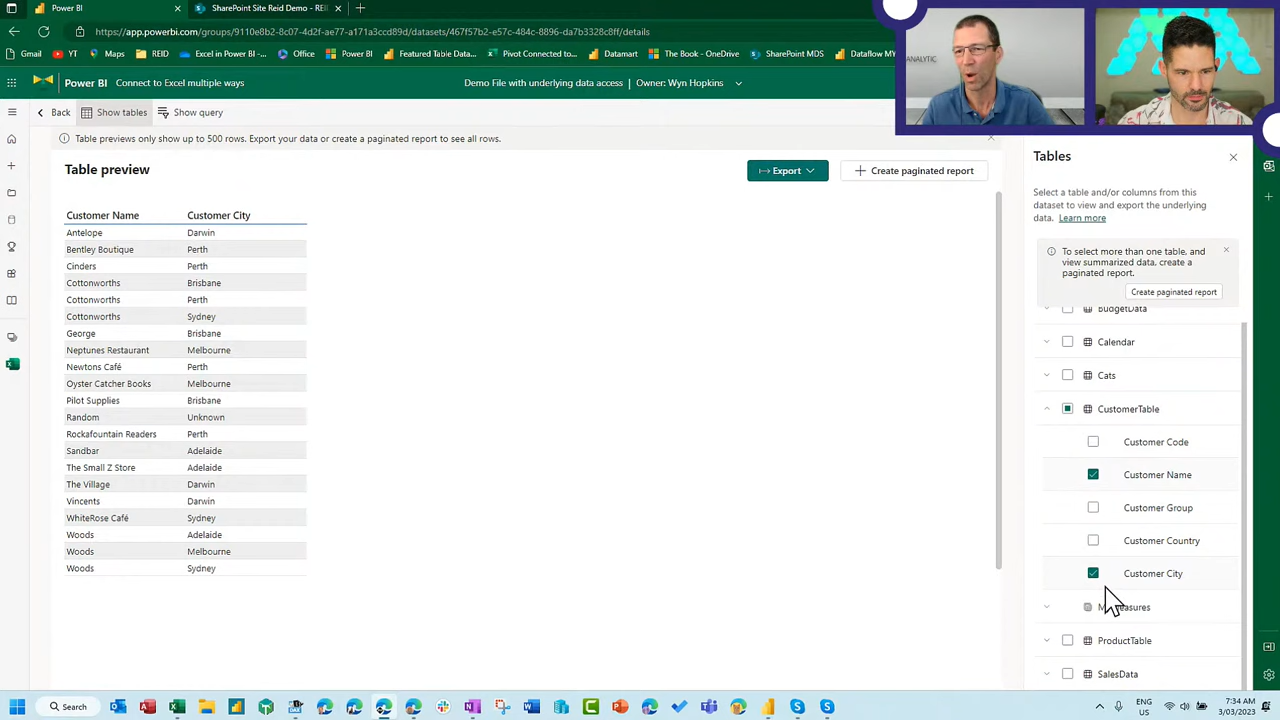 Power BI
SharePoint Site Reid Demo - REI
https://app.powerbi.com/groups/9110e8b2-8c07-4d2f-ae77-a171a3ccd89d/datasets/467f57b2-e57c-484c-8896-da7b3328c8ff/details
Gmail
YT
Project
REID
Excel in Power BI -...
Office
Power BI
Featured Table Dem...
Pivot Connected to...
Datamart
The Book - OneDrive
SharePoint MDS
Dataflow MY
ANALYTIC
Power BI
Connect to Excel multiple ways
Demo File with underlying data access
Owner: Wyn Hopkins
Back
Show tables
Show query
Table previews only show up to 500 rows. Export your data or create a paginated report to see all rows.
Table preview
Export
Create paginated report
Customer Name Customer City
Antelope Darwin
Bentley Boutique Perth
Cinders Perth
Cottonworths Brisbane
Cottonworths Perth
Cottonworths Sydney
George Brisbane
Neptunes Restaurant Melbourne
Newtons Café Perth
Oyster Catcher Books Melbourne
Pilot Supplies Brisbane
Random Unknown
Rockafountain Readers Perth
Sandbar Adelaide
The Small Z Store Adelaide
The Village Darwin
Vincents Darwin
WhiteRose Café Sydney
Woods Adelaide
Woods Melbourne
Woods Sydney
Tables
Select a table and/or columns from this
dataset to view and export the underlying
data. Learn more
To select more than one table, and
view summarized data, create a
paginated report.
Create paginated report
BudgetData
Calendar
Cats
CustomerTable
Customer Code
Customer Name
Customer Group
Customer Country
Customer City
ProductTable
SalesData
Search
ENG
US
7:34 AM
3/03/2023